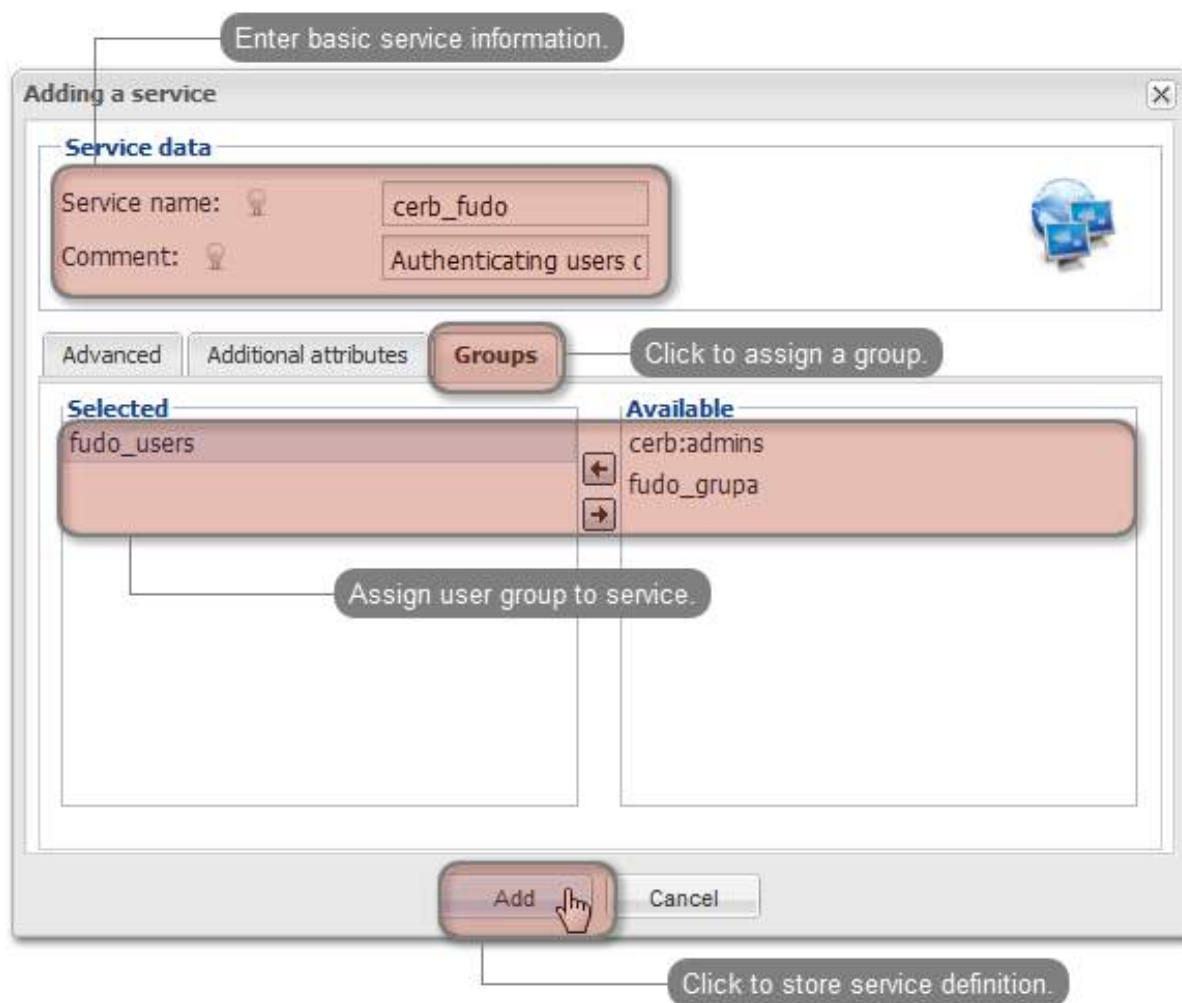 Enter basic service information.
Adding a service
Service data
Service name: cerb_fudo
Comment: Authenticating users
Advanced Additional attributes Groups Click to assign a group.
Selected Available
fudo_users cerb:admins
fudo_grupa
Assign user group to service.
Add Cancel
Click to store service definition.